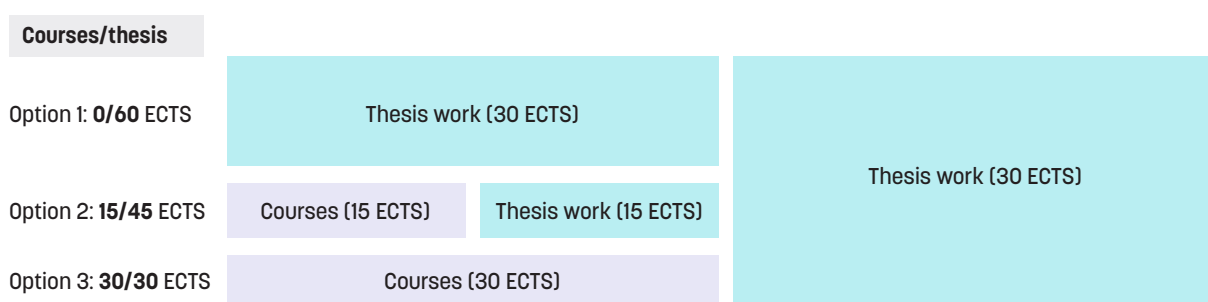 Courses/thesis
Option 1: 0/60 ECTS
Thesis work (30 ECTS)
Thesis work (30 ECTS)
Option 2: 15/45 ECTS
Courses (15 ECTS)
Thesis work (15 ECTS)
Option 3: 30/30 ECTS
Courses (30 ECTS)